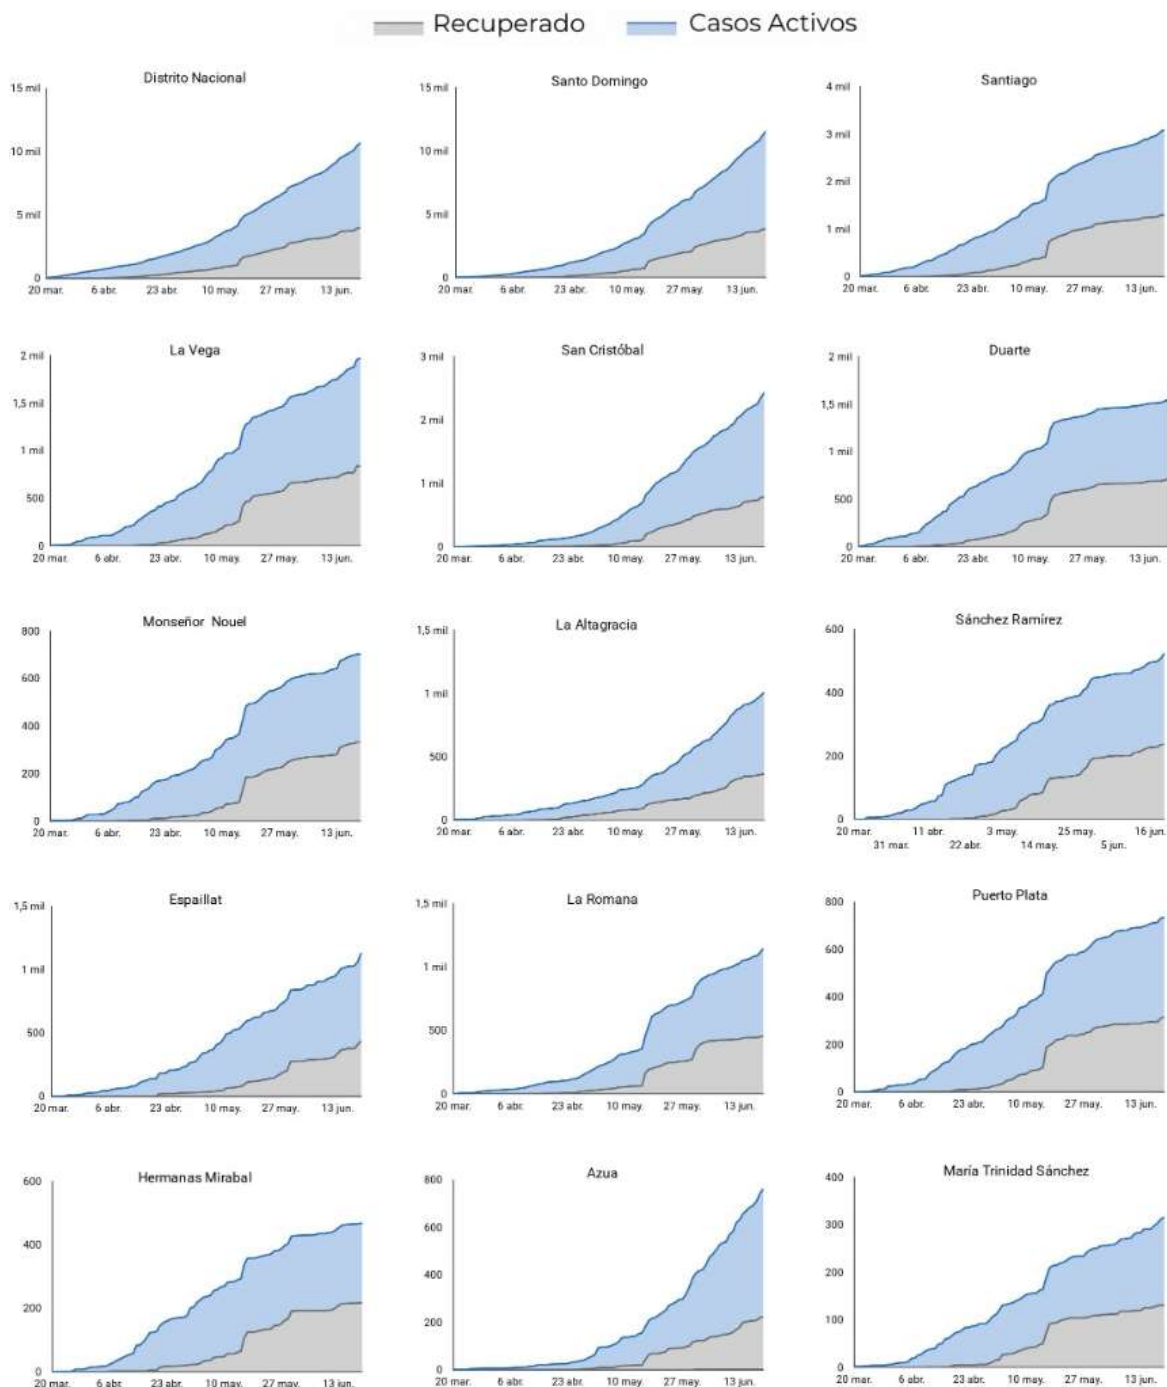 Recuperado Casos Activos
Distrito Nacional
15 mil
10 mil
5 mil
0
20 mar. 6 abr. 23 abr. 10 may. 27 may. 13 jun.
Santo Domingo
15 mil
10 mil
5 mil
0
20 mar. 6 abr. 23 abr. 10 may. 27 may. 13 jun.
Santiago
4 mil
3 mil
2 mil
1 mil
0
20 mar. 6 abr. 23 abr. 10 may. 27 may. 13 jun.
La Vega
2 mil
1,5 mil
1 mil
500
0
20 mar. 6 abr. 23 abr. 10 may. 27 may. 13 jun.
San Cristóbal
3 mil
2 mil
1 mil
0
20 mar. 6 abr. 23 abr. 10 may. 27 may. 13 jun.
Duarte
2 mil
1,5 mil
1 mil
500
0
20 mar. 6 abr. 23 abr. 10 may. 27 may. 13 jun.
Monseñor Nouel
800
600
400
200
0
20 mar. 6 abr. 23 abr. 10 may. 27 may. 13 jun.
La Altagracia
1,5 mil
1 mil
500
0
20 mar. 6 abr. 23 abr. 10 may. 27 may. 13 jun.
Sánchez Ramírez
600
400
200
0
20 mar. 11 abr. 3 may. 25 may. 16 jun.
31 mar. 22 abr. 14 may. 5 jun.
Espaillat
1,5 mil
1 mil
500
0
20 mar. 6 abr. 23 abr. 10 may. 27 may. 13 jun.
La Romana
1,5 mil
1 mil
500
0
20 mar. 6 abr. 23 abr. 10 may. 27 may. 13 jun.
Puerto Plata
800
600
400
200
0
20 mar. 6 abr. 23 abr. 10 may. 27 may. 13 jun.
Hermanas Mirabal
600
400
200
0
20 mar. 6 abr. 23 abr. 10 may. 27 may. 13 jun.
Azua
800
600
400
200
0
20 mar. 6 abr. 23 abr. 10 may. 27 may. 13 jun.
María Trinidad Sánchez
400
300
200
100
0
20 mar. 6 abr. 23 abr. 10 may. 27 may. 13 jun.